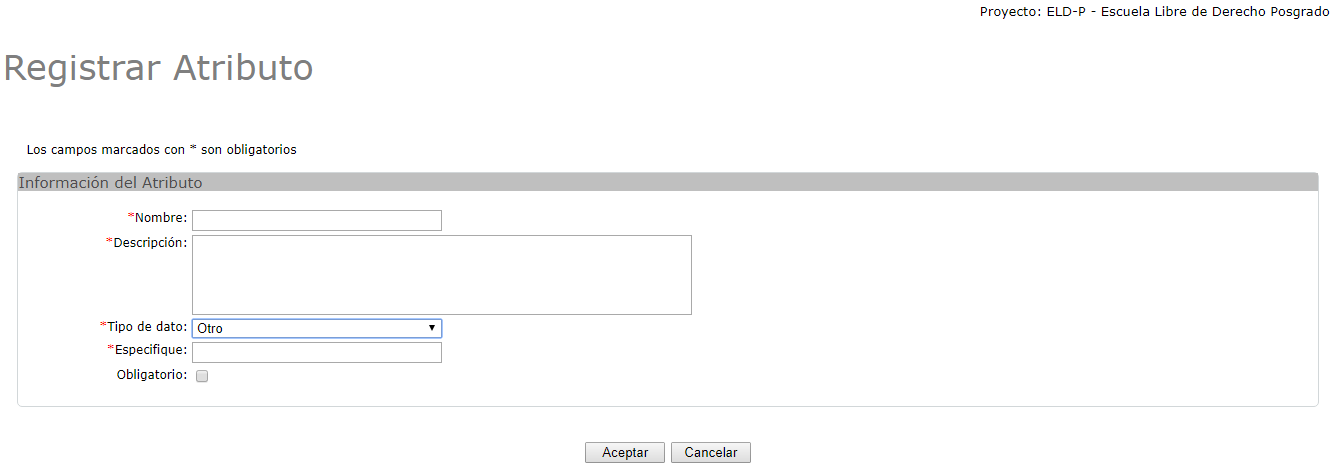 Proyecto: ELD-P - Escuela Libre de Derecho Posgrado
Registrar Atributo
Los campos marcados con * son obligatorios
Información del Atributo
*Nombre:
*Descripción:
*Tipo de dato: Otro
*Especifique:
Obligatorio:
Aceptar Cancelar